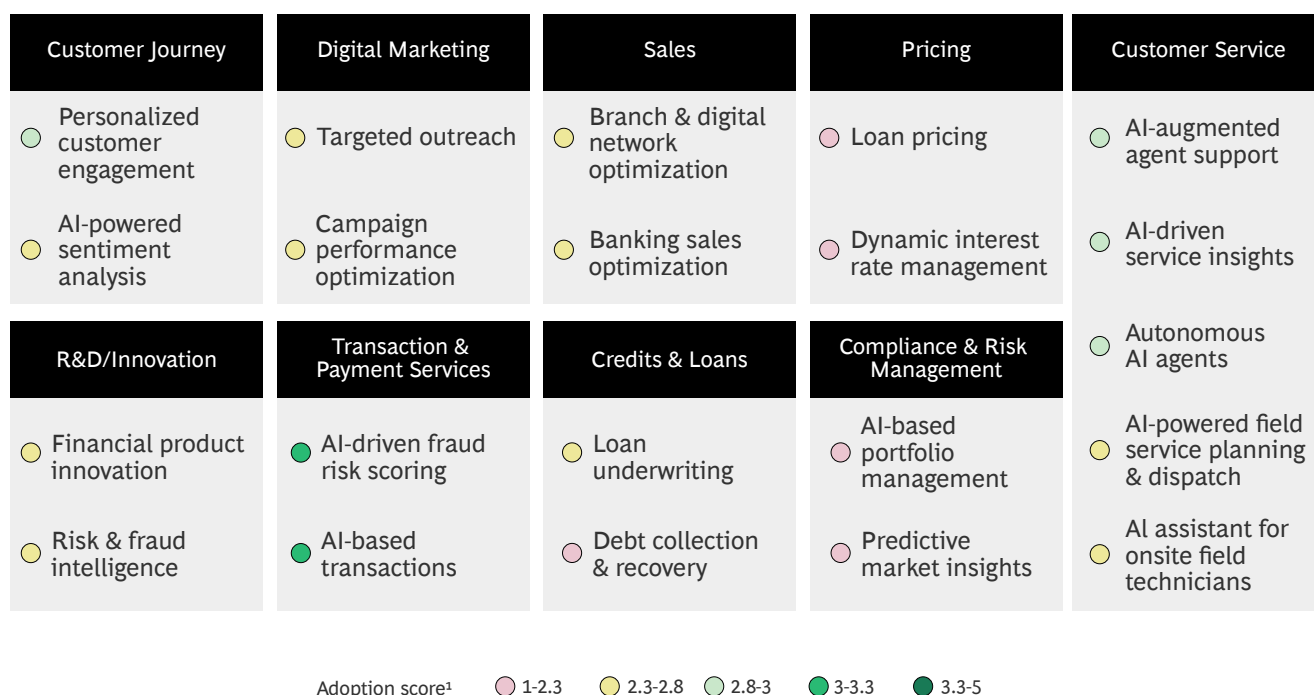 Customer Journey
Personalized
customer
engagement
AI-powered
sentiment
analysis
Digital Marketing
Targeted outreach
Campaign
performance
optimization
Sales
Branch & digital
network
optimization
Banking sales
optimization
Pricing
Loan pricing
Dynamic interest
rate management
Customer Service
AI-augmented
agent support
AI-driven
service insights
Autonomous
AI agents
AI-powered field
service planning
& dispatch
AI assistant for
onsite field
technicians
R&D/Innovation
Financial product
innovation
Risk & fraud
intelligence
Transaction &
Payment Services
AI-driven fraud
risk scoring
AI-based
transactions
Credits & Loans
Loan
underwriting
Debt collection
& recovery
Compliance & Risk
Management
AI-based
portfolio
management
Predictive
market insights
Adoption score¹ 1-2.3 2.3-2.8 2.8-3 3-3.3 3.3-5